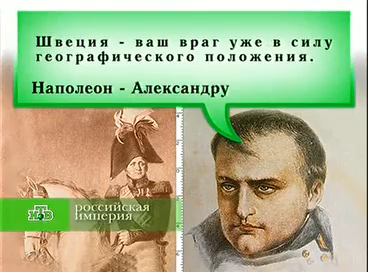 Швеция - ваш враг уже в силу
географического положения.
Наполеон - Александру
НТВ
российская
империя